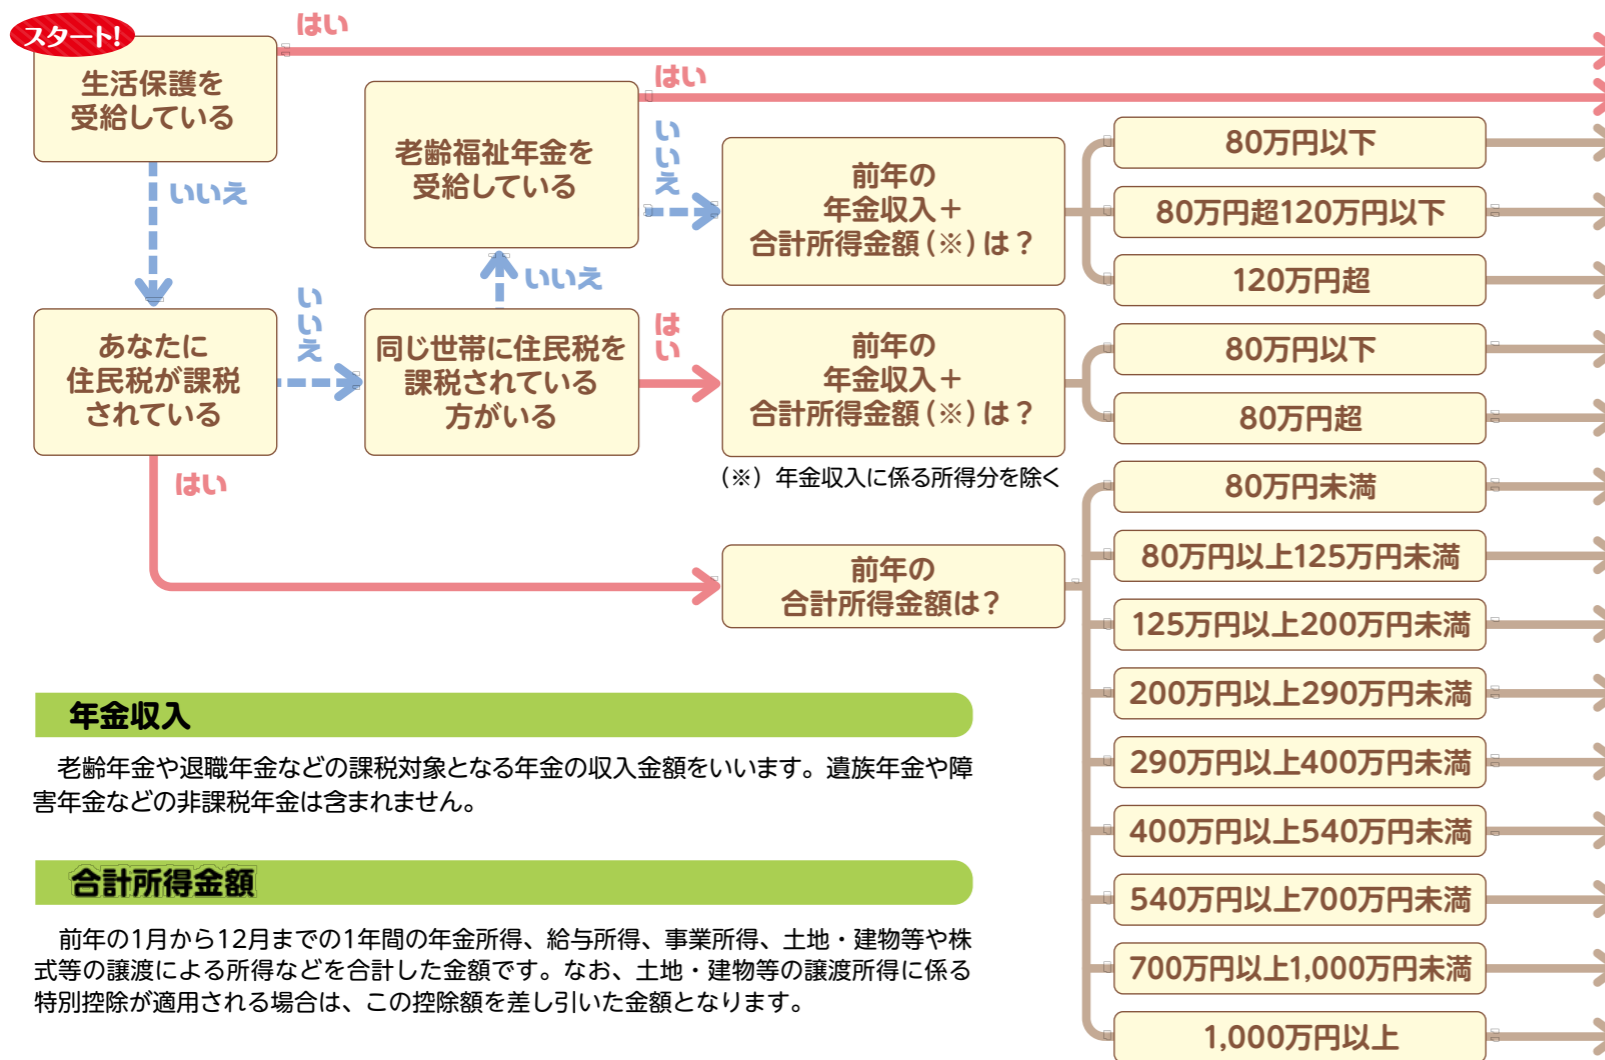 スタート!
はい
生活保護を
受給している
いいえ
はい
老齢福祉年金を
受給している
いいえ
いいえ
前年の
年金収入＋
合計所得金額（※）は？
80万円以下
80万円超120万円以下
120万円超
あなたに
住民税が課税
されている
いいえ
同じ世帯に住民税を
課税されている
方がいる
はい
前年の
年金収入＋
合計所得金額（※）は？
（※）年金収入に係る所得分を除く
80万円以下
80万円超
はい
前年の
合計所得金額は？
80万円未満
80万円以上125万円未満
125万円以上200万円未満
200万円以上290万円未満
290万円以上400万円未満
400万円以上540万円未満
540万円以上700万円未満
700万円以上1,000万円未満
1,000万円以上
年金収入
老齢年金や退職年金などの課税対象となる年金の収入金額をいいます。遺族年金や障
害年金などの非課税年金は含まれません。
合計所得金額
前年の1月から12月までの1年間の年金所得、給与所得、事業所得、土地・建物等や株
式等の譲渡による所得などを合計した金額です。なお、土地・建物等の譲渡所得に係る
特別控除が適用される場合は、この控除額を差し引いた金額となります。